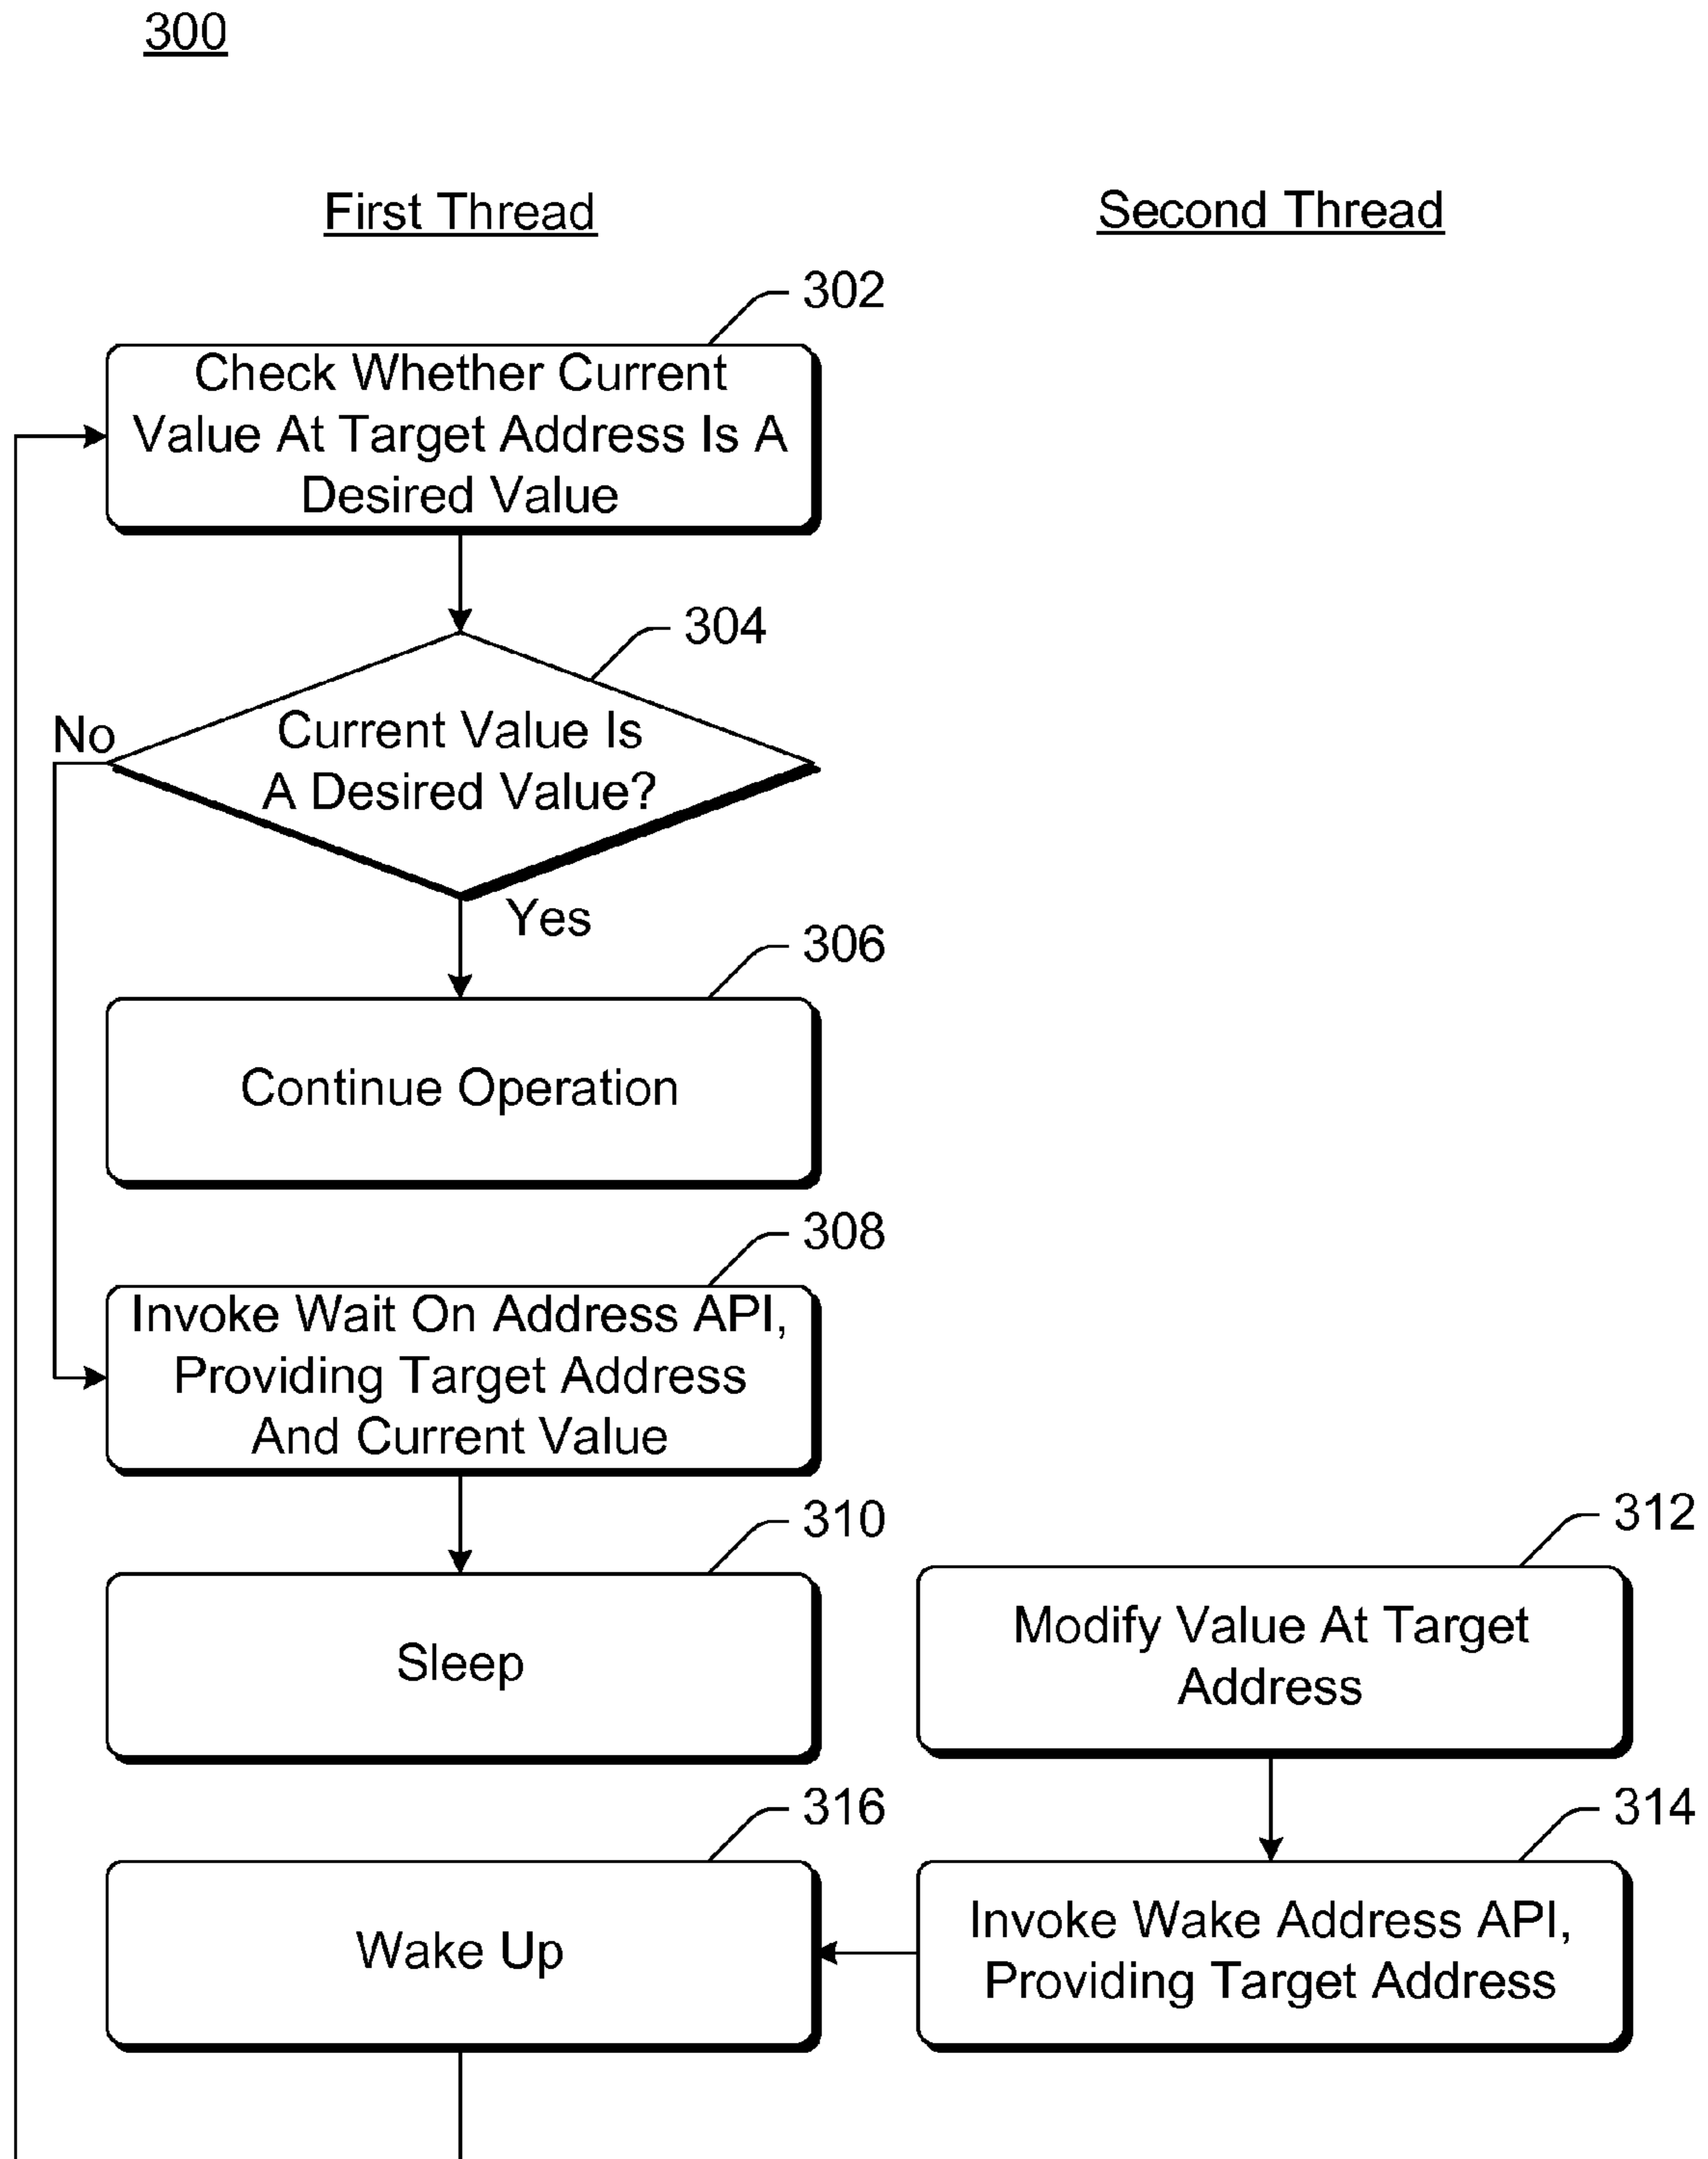 300
First Thread
Second Thread
302
Check Whether Current
Value At Target Address Is A
Desired Value
304
No
Current Value Is
A Desired Value?
Yes
306
Continue Operation
308
Invoke Wait On Address API,
Providing Target Address
And Current Value
310
Sleep
312
Modify Value At Target
Address
316
Wake Up
314
Invoke Wake Address API,
Providing Target Address